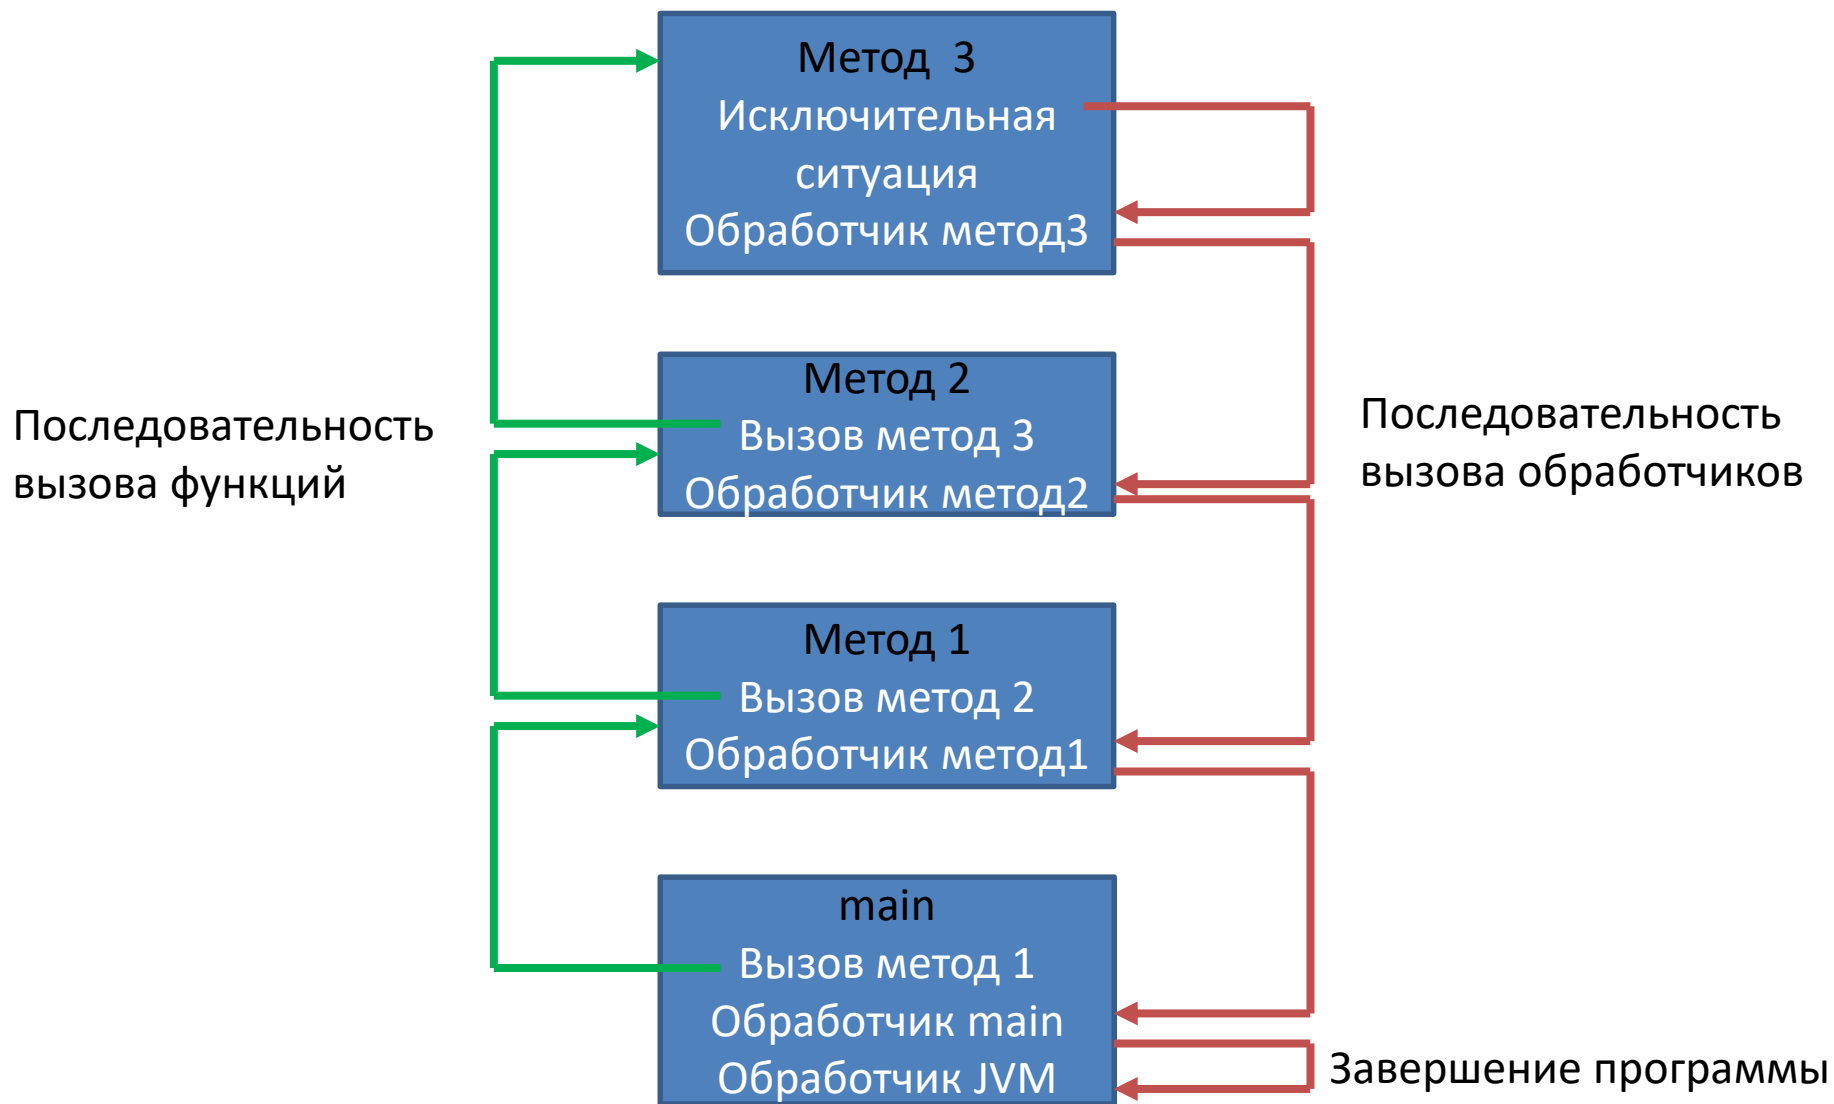 Метод 3
Исключительная
ситуация
Обработчик метод3
Метод 2
Вызов метод 3
Обработчик метод2
Последовательность
вызова функций
Последовательность
вызова обработчиков
Метод 1
Вызов метод 2
Обработчик метод1
main
Вызов метод 1
Обработчик main
Обработчик JVM
Завершение программы